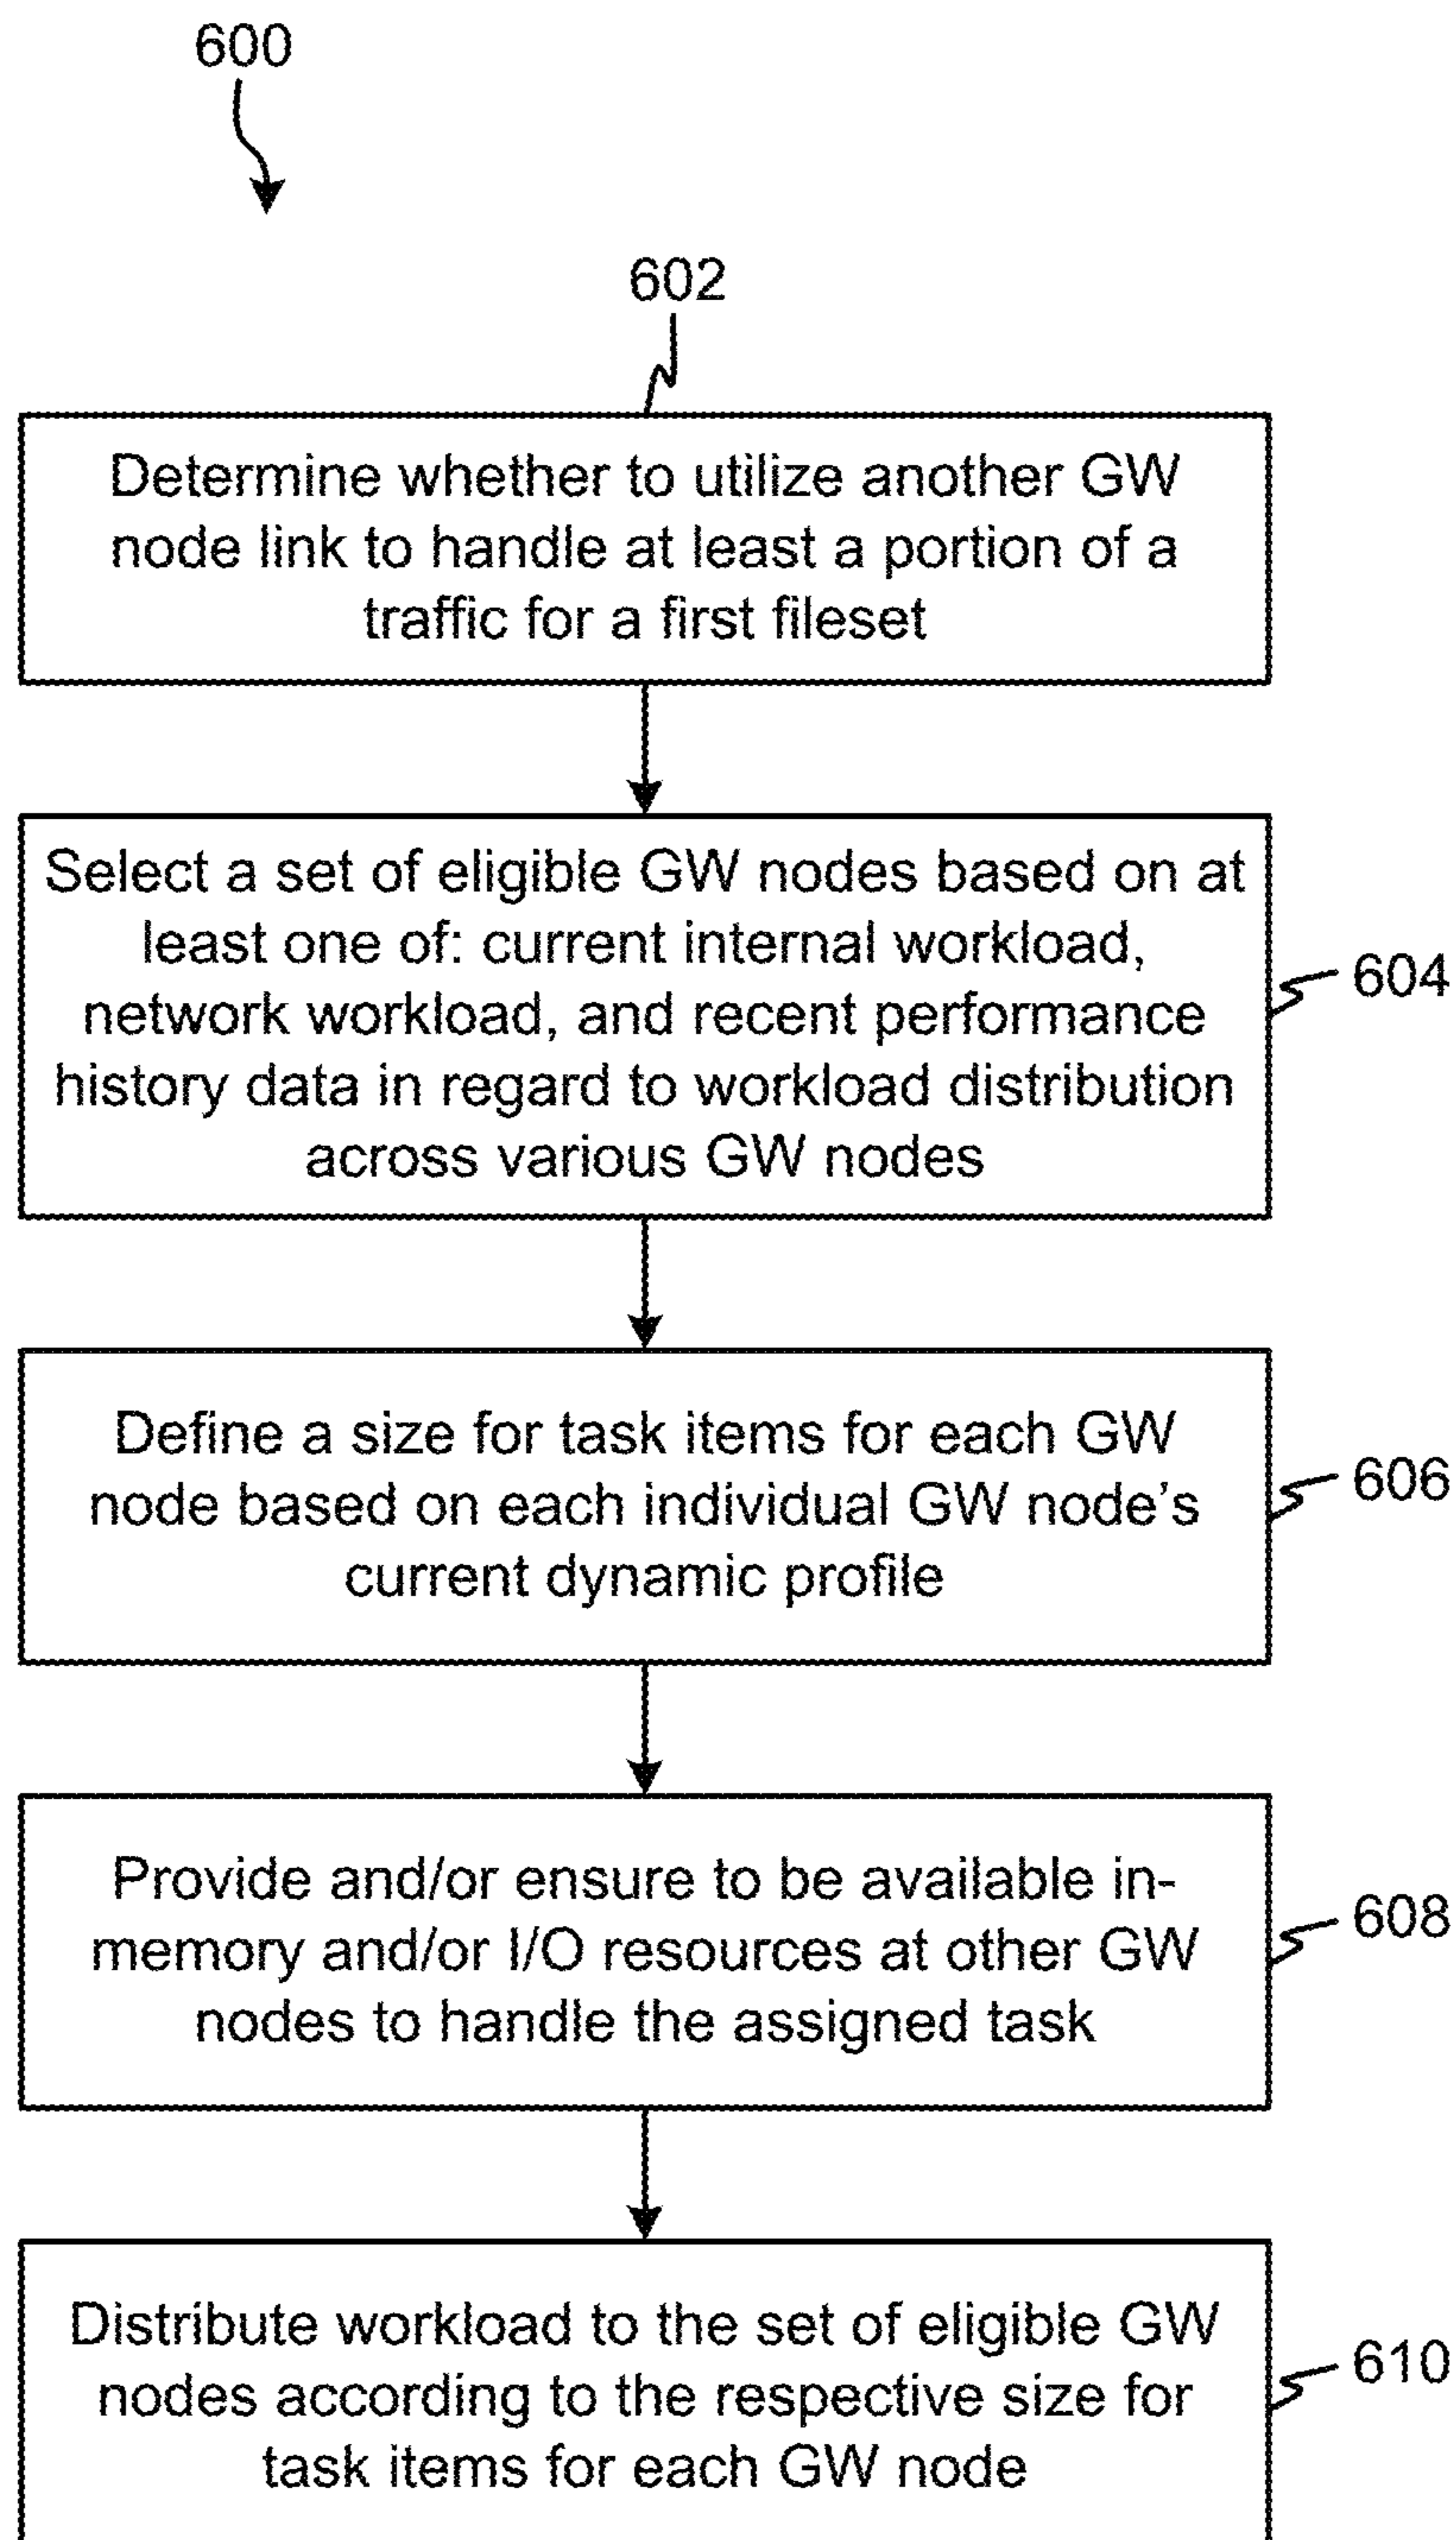 600
602
Determine whether to utilize another GW
node link to handle at least a portion of a
traffic for a first fileset
Select a set of eligible GW nodes based on at
least one of: current internal workload,
network workload, and recent performance
history data in regard to workload distribution
across various GW nodes
604
Define a size for task items for each GW
node based on each individual GW node’s
current dynamic profile
606
Provide and/or ensure to be available in-
memory and/or I/O resources at other GW
nodes to handle the assigned task
608
Distribute workload to the set of eligible GW
nodes according to the respective size for
task items for each GW node
610